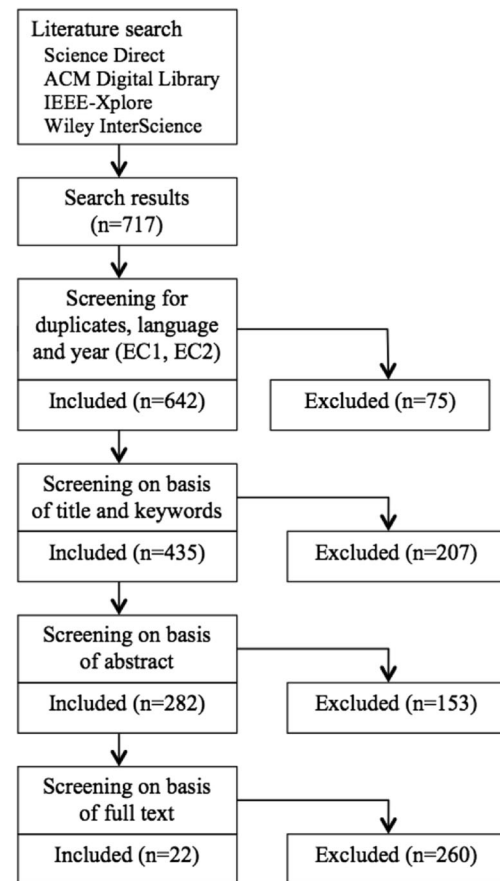 Literature search
Science Direct
ACM Digital Library
IEEE-Xplore
Wiley InterScience
Search results
(n=717)
Screening for
duplicates, language
and year (EC1, EC2)
Included (n=642)
Excluded (n=75)
Screening on basis
of title and keywords
Included (n=435)
Excluded (n=207)
Screening on basis
of abstract
Included (n=282)
Excluded (n=153)
Screening on basis
of full text
Included (n=22)
Excluded (n=260)